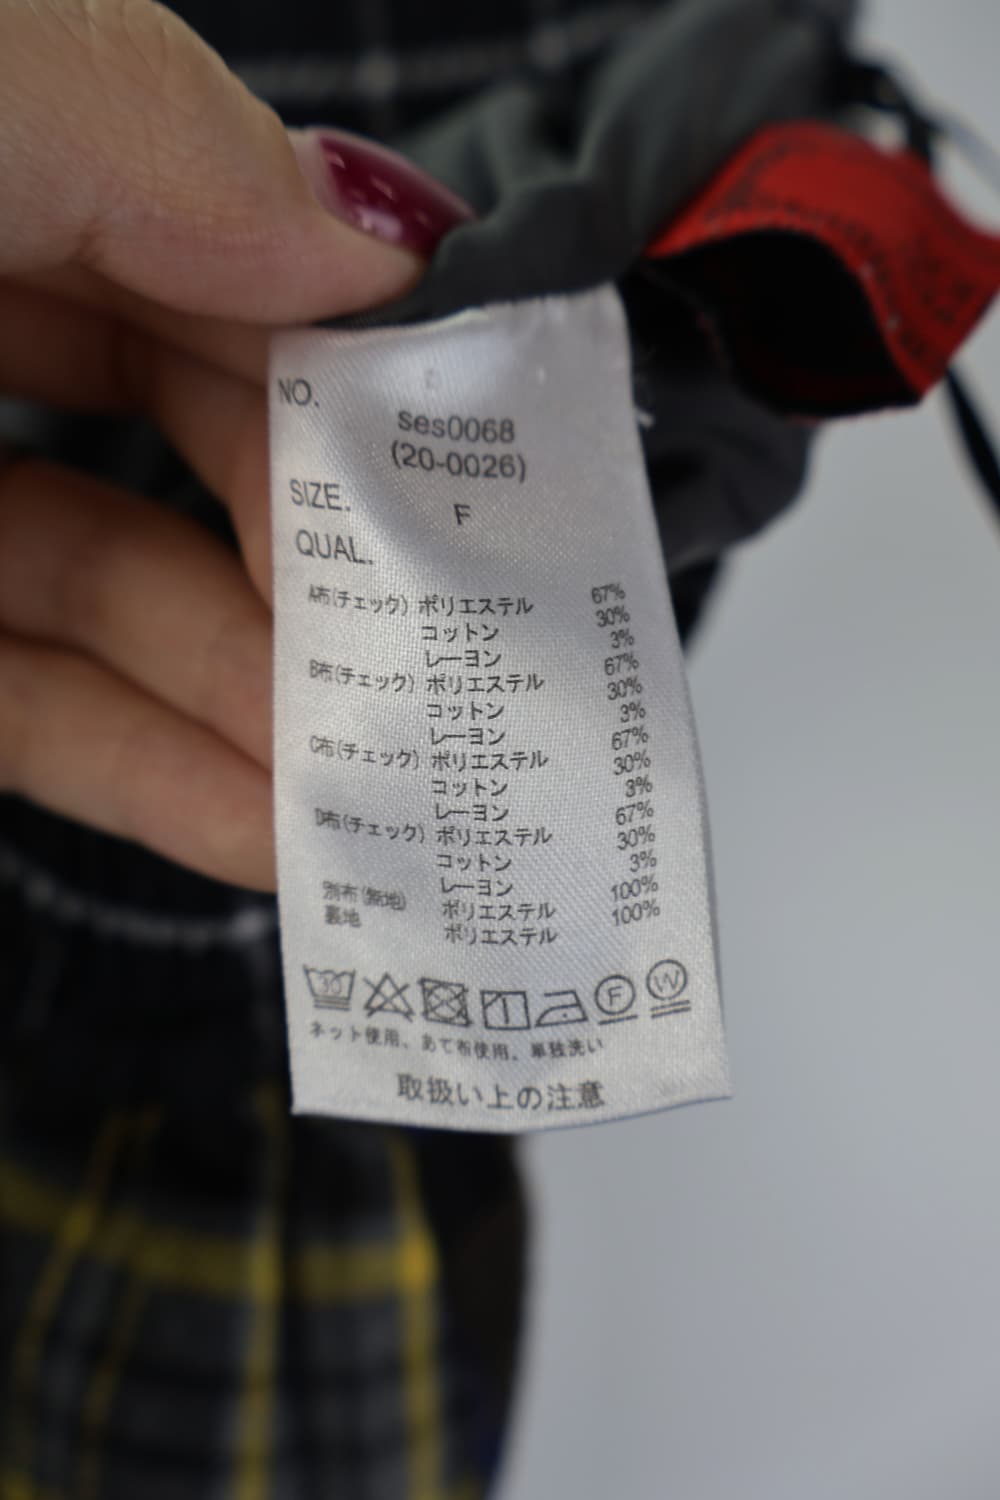 NO.
ses0068
(20-0026)
SIZE. F
QUAL.
A布(チェック) ポリエステル 67%
コットン 30%
レーヨン 3%
B布(チェック) ポリエステル 67%
コットン 30%
レーヨン 3%
C布(チェック) ポリエステル 67%
コットン 30%
レーヨン 3%
D布(チェック) ポリエステル 67%
コットン 30%
レーヨン 3%
別布(無地) ポリエステル 100%
裏地 ポリエステル 100%
30 F W
ネット使用、あて布使用、単独洗い
取扱い上の注意